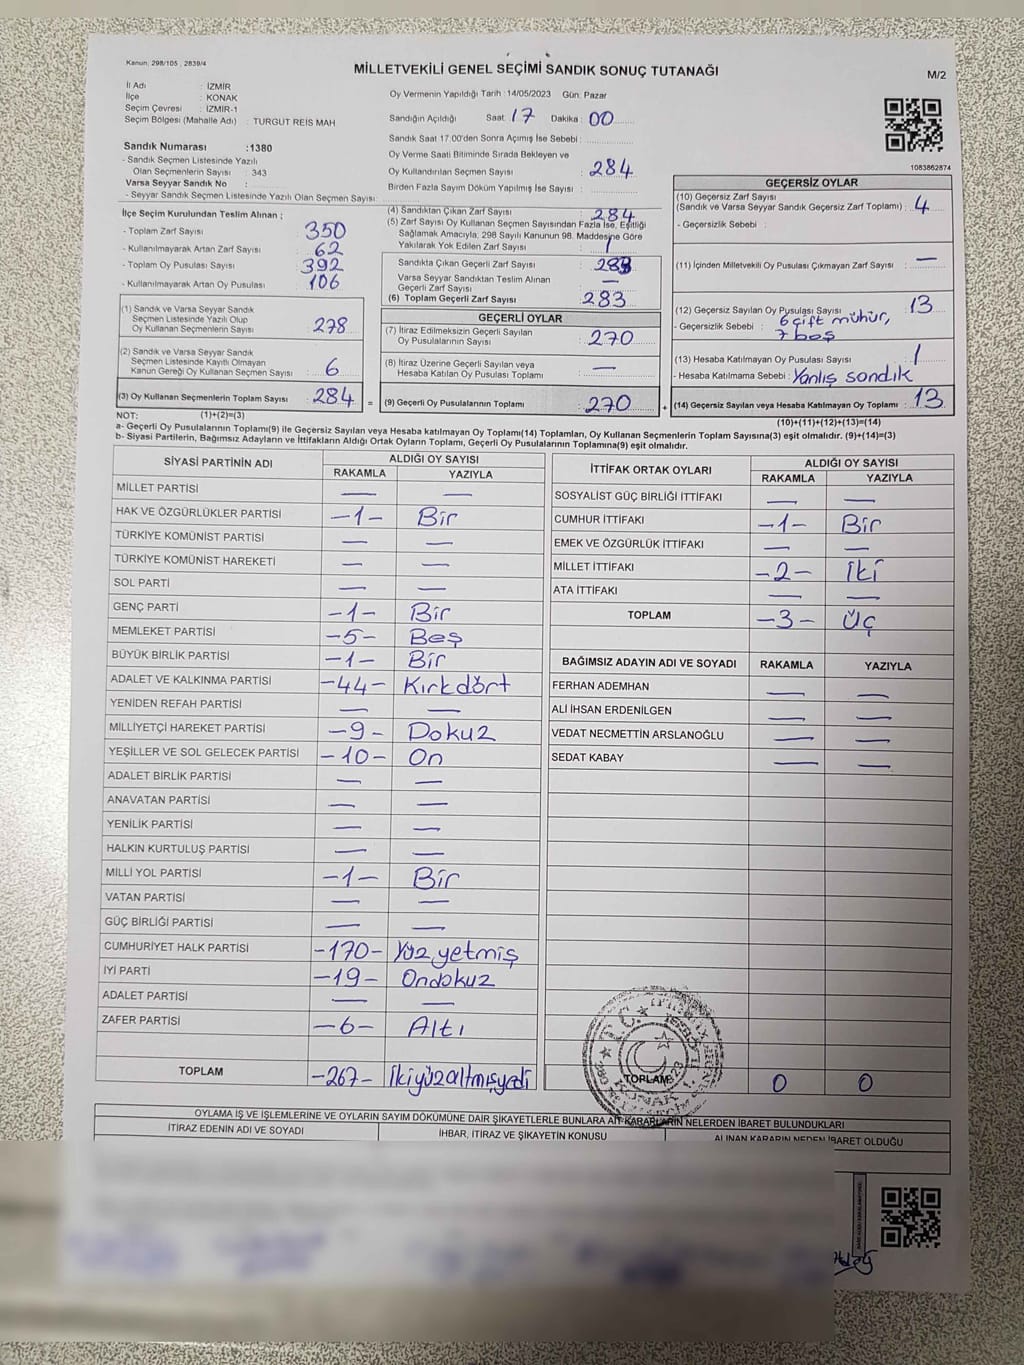 Kanun, 298/105 , 2839/4
MİLLETVEKİLİ GENEL SEÇİMİ SANDIK SONUÇ TUTANAĞI
M/2
İl Adı : İZMİR
İlçe : KONAK
Seçim Çevresi : İZMİR-1
Seçim Bölgesi (Mahalle Adı) : TURGUT REİS MAH
Sandık Numarası :1380
- Sandık Seçmen Listesinde Yazılı
Olan Seçmenlerin Sayısı : 343
Varsa Seyyar Sandık No :
- Seyyar Sandık Seçmen Listesinde Yazılı Olan Seçmen Sayısı:
Oy Vermenin Yapıldığı Tarih :14/05/2023 Gün: Pazar
Sandığın Açıldığı Saat: 17 Dakika: 00
Sandık Saat 17:00'den Sonra Açımış İse Sebebi :
Oy Verme Saati Bitiminde Sırada Bekleyen ve
Oy Kullandırılan Seçmen Sayısı : 284
Birden Fazla Sayım Döküm Yapılmış İse Sayısı :
1083862874
İlçe Seçim Kurulundan Teslim Alınan ;
- Toplam Zarf Sayısı : 350
- Kullanılmayarak Artan Zarf Sayısı : 62
- Toplam Oy Pusulası Sayısı : 392
- Kullanılmayarak Artan Oy Pusulası : 106
(1) Sandık ve Varsa Seyyar Sandık
Seçmen Listesinde Yazılı Olup
Oy Kullanan Seçmenlerin Sayısı : 278
(2) Sandık ve Varsa Seyyar Sandık
Seçmen Listesinde Kayıtlı Olmayan
Kanun Gereği Oy Kullanan Seçmen Sayısı : 6
(3) Oy Kullanan Seçmenlerin Toplam Sayısı : 284 =
(4) Sandıktan Çıkan Zarf Sayısı : 284
(5) Zarf Sayısı Oy Kullanan Seçmen Sayısından Fazla İse, Eşitliği
Sağlamak Amacıyla, 298 Sayılı Kanunun 98. Maddesine Göre
Yakılarak Yok Edilen Zarf Sayısı : 1
Sandıkta Çıkan Geçerli Zarf Sayısı : 283
Varsa Seyyar Sandıktan Teslim Alınan
Geçerli Zarf Sayısı : —
(6) Toplam Geçerli Zarf Sayısı : 283
GEÇERLİ OYLAR
(7) İtiraz Edilmeksizin Geçerli Sayılan
Oy Pusulalarının Sayısı : 270
(8) İtiraz Üzerine Geçerli Sayılan veya
Hesaba Katılan Oy Pusulası Toplamı : —
(9) Geçerli Oy Pusulalarının Toplamı : 270 +
GEÇERSİZ OYLAR
(10) Geçersiz Zarf Sayısı
(Sandık ve Varsa Seyyar Sandık Geçersiz Zarf Toplamı) : 4
- Geçersizlik Sebebi :
(11) İçinden Milletvekili Oy Pusulası Çıkmayan Zarf Sayısı : —
(12) Geçersiz Sayılan Oy Pusulası Sayısı : 13
- Geçersizlik Sebebi : 6 çift mühür,
7 boş
(13) Hesaba Katılmayan Oy Pusulası Sayısı : 1
- Hesaba Katılmama Sebebi : Yanlış sandık
(14) Geçersiz Sayılan veya Hesaba Katılmayan Oy Toplamı : 13
NOT: (1)+(2)=(3)
(10)+(11)+(12)+(13)=(14)
a- Geçerli Oy Pusulalarının Toplamı(9) ile Geçersiz Sayılan veya Hesaba katılmayan Oy Toplamı(14) Toplamları, Oy Kullanan Seçmenlerin Toplam Sayısına(3) eşit olmalıdır. (9)+(14)=(3)
b- Siyasi Partilerin, Bağımsız Adayların ve İttifakların Aldığı Ortak Oyların Toplamı, Geçerli Oy Pusulalarının Toplamına(9) eşit olmalıdır.
SİYASİ PARTİNİN ADI ALDIĞI OY SAYISI
RAKAMLA YAZIYLA
MİLLET PARTİSİ — —
HAK VE ÖZGÜRLÜKLER PARTİSİ -1- Bir
TÜRKİYE KOMÜNİST PARTİSİ — —
TÜRKİYE KOMÜNİST HAREKETİ — —
SOL PARTİ — —
GENÇ PARTİ -1- Bir
MEMLEKET PARTİSİ -5- Beş
BÜYÜK BİRLİK PARTİSİ -1- Bir
ADALET VE KALKINMA PARTİSİ -44- Kırkdört
YENİDEN REFAH PARTİSİ — —
MİLLİYETÇİ HAREKET PARTİSİ -9- Dokuz
YEŞİLLER VE SOL GELECEK PARTİSİ -10- On
ADALET BİRLİK PARTİSİ — —
ANAVATAN PARTİSİ — —
YENİLİK PARTİSİ — —
HALKIN KURTULUŞ PARTİSİ — —
MİLLİ YOL PARTİSİ -1- Bir
VATAN PARTİSİ — —
GÜÇ BİRLİĞİ PARTİSİ — —
CUMHURİYET HALK PARTİSİ -170- Yüz yetmiş
İYİ PARTİ -19- Ondokuz
ADALET PARTİSİ — —
ZAFER PARTİSİ -6- Altı
TOPLAM -267- İkiyüzaltmışyedi
İTTİFAK ORTAK OYLARI ALDIĞI OY SAYISI
RAKAMLA YAZIYLA
SOSYALİST GÜÇ BİRLİĞİ İTTİFAKI — —
CUMHUR İTTİFAKI -1- Bir
EMEK VE ÖZGÜRLÜK İTTİFAKI — —
MİLLET İTTİFAKI -2- İki
ATA İTTİFAKI — —
TOPLAM -3- Üç
BAĞIMSIZ ADAYIN ADI VE SOYADI RAKAMLA YAZIYLA
FERHAN ADEMHAN — —
ALİ İHSAN ERDENİLGEN — —
VEDAT NECMETTİN ARSLANOĞLU — —
SEDAT KABAY — —
TOPLAM: 0 0
T.C.
KONAK
OYLAMA İŞ VE İŞLEMLERİNE VE OYLARIN SAYIM DÖKÜMÜNE DAİR ŞİKAYETLERLE BUNLARA AİT KARARLARIN NELERDEN İBARET BULUNDUKLARI
İTİRAZ EDENİN ADI VE SOYADI İHBAR, İTİRAZ VE ŞİKAYETİN KONUSU ALINAN KARARIN NEDEN İBARET OLDUĞU